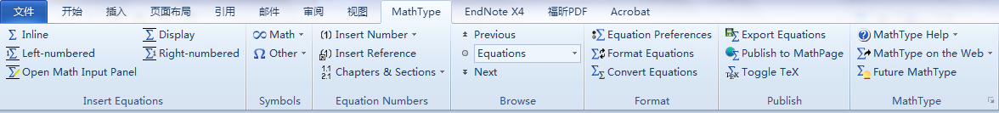 文件 开始 插入 页面布局 引用 邮件 审阅 视图 MathType EndNote X4 福昕PDF Acrobat
Inline Display Math Insert Number Previous Equation Preferences Export Equations MathType Help
Left-numbered Right-numbered Other Insert Reference Equations Format Equations Publish to MathPage MathType on the Web
Open Math Input Panel Chapters & Sections Next Convert Equations Toggle TeX Future MathType
Insert Equations Symbols Equation Numbers Browse Format Publish MathType